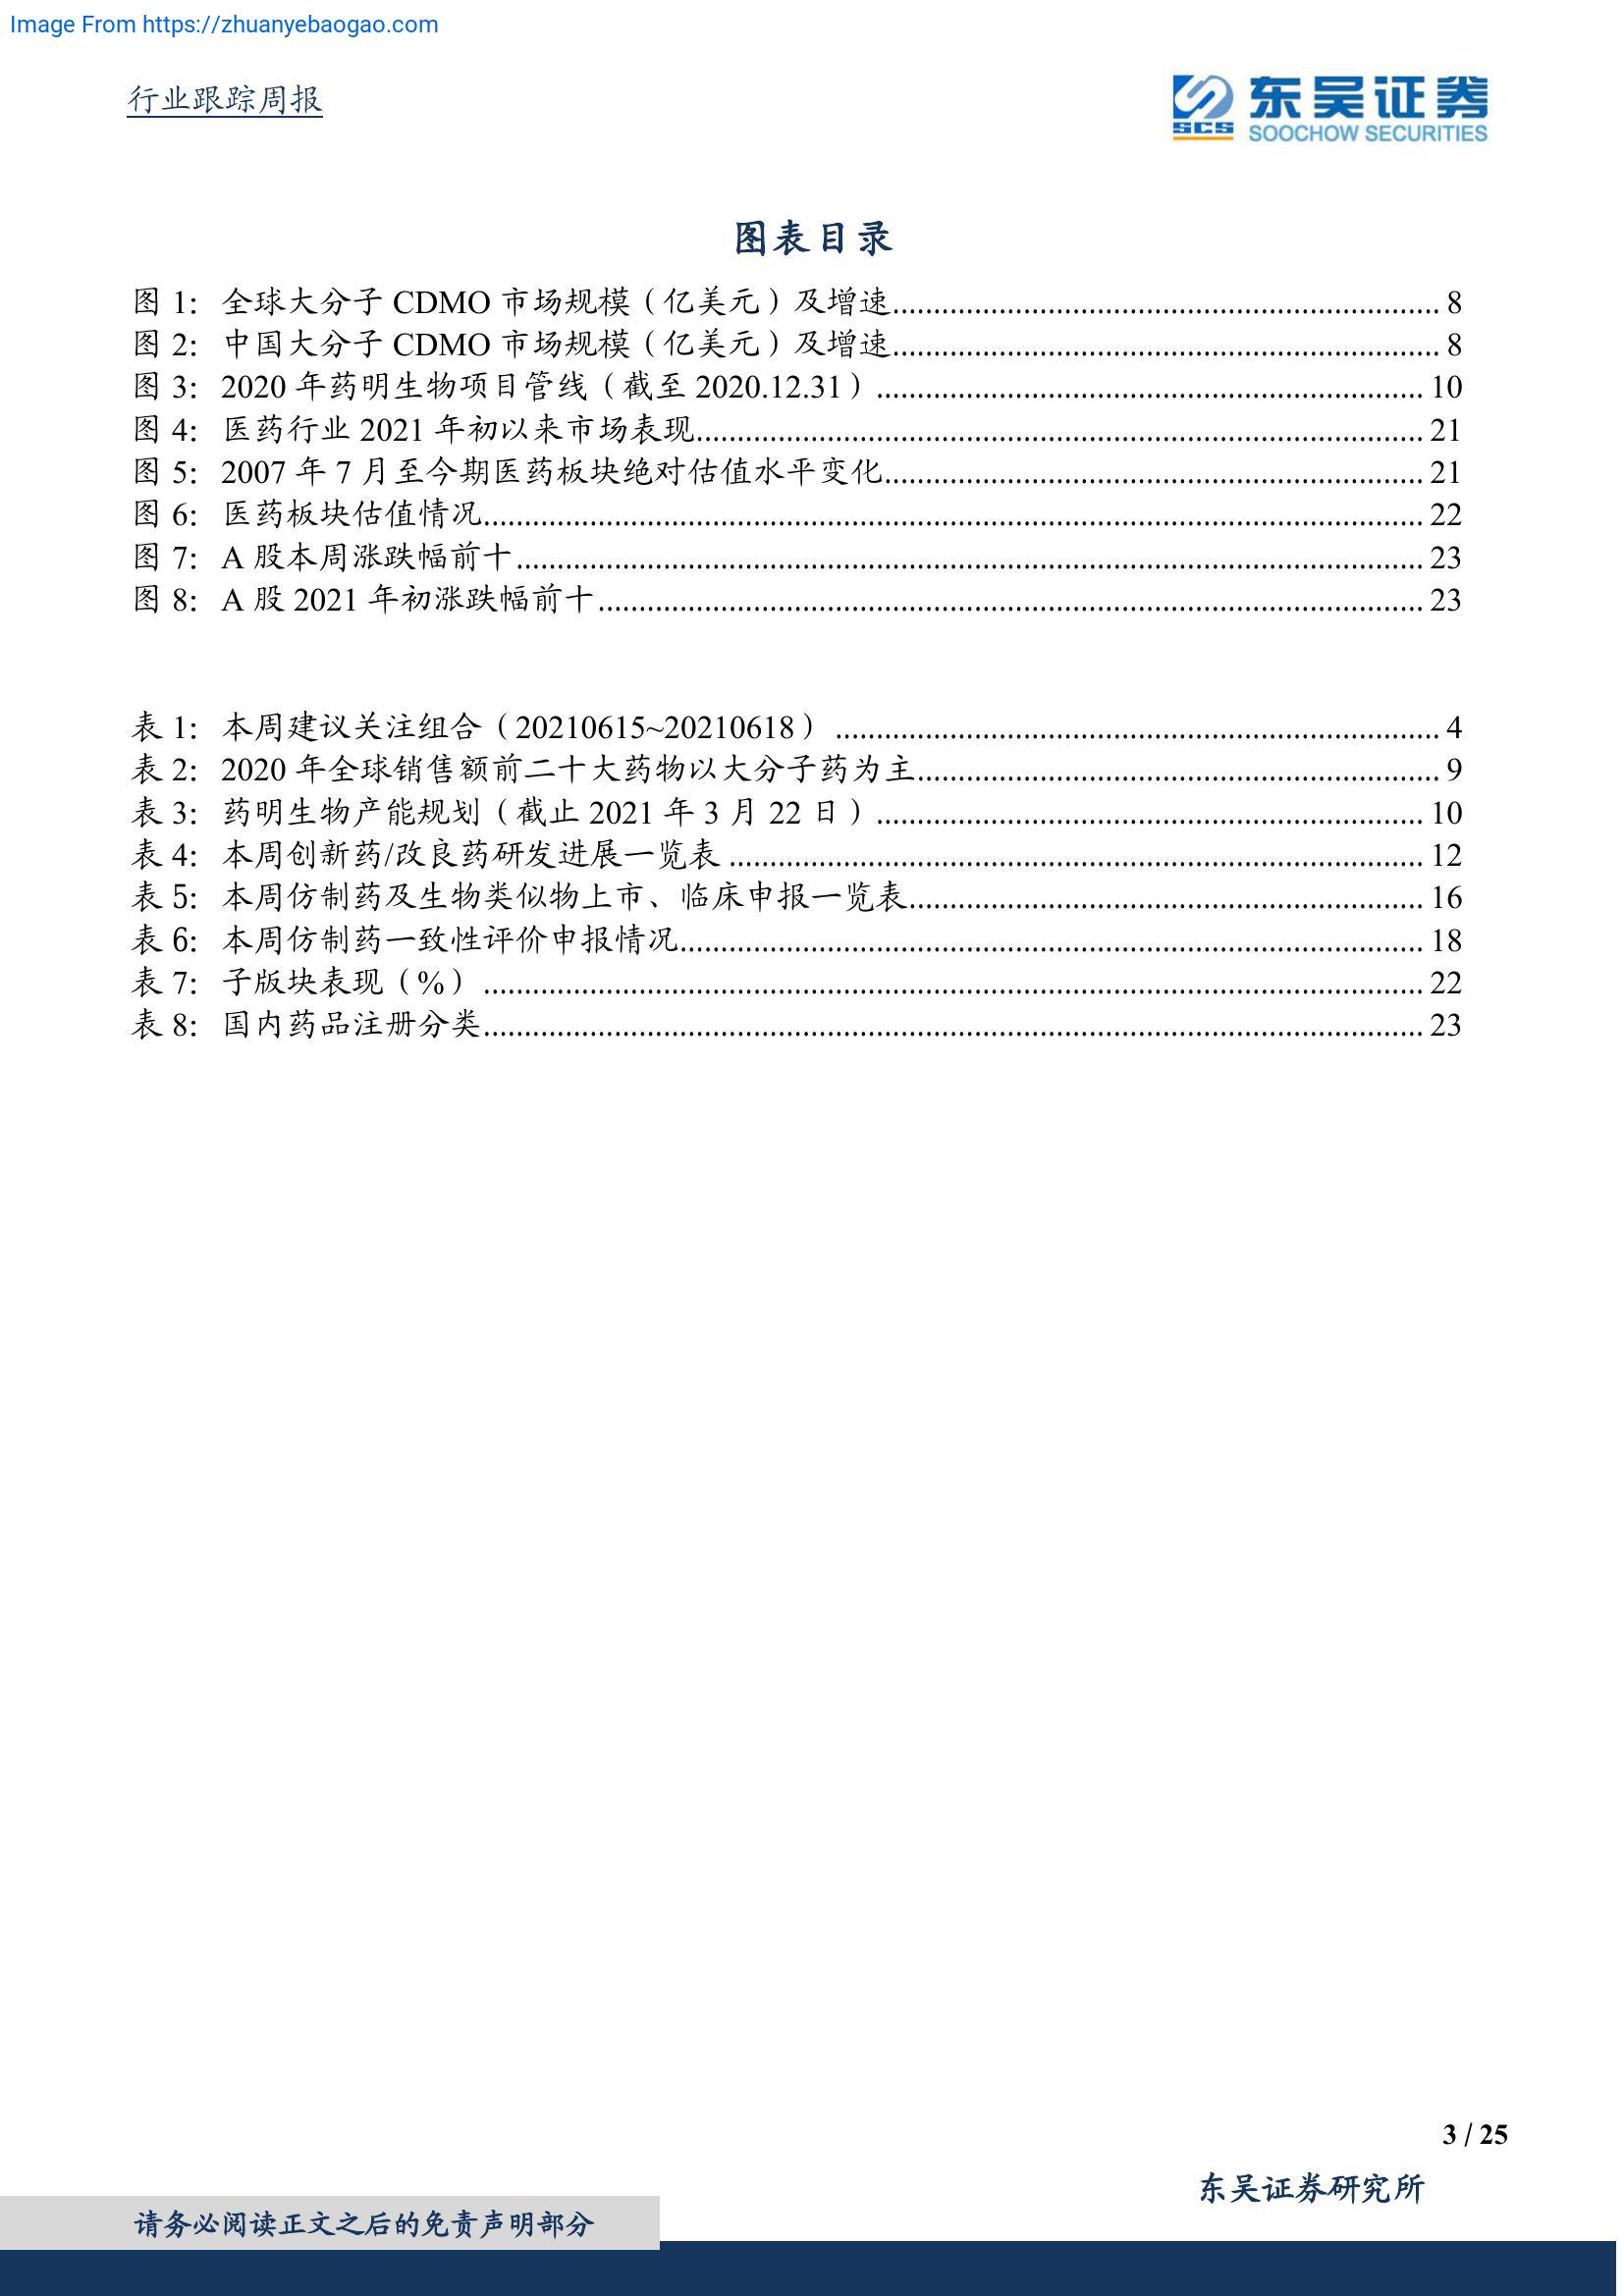 Image From https://zhuanyebaogao.com
行业跟踪周报
SCS
东吴证券
SOOCHOW SECURITIES
图表目录
图 1: 全球大分子 CDMO 市场规模（亿美元）及增速 8
图 2: 中国大分子 CDMO 市场规模（亿美元）及增速 8
图 3: 2020 年药明生物项目管线（截至 2020.12.31） 10
图 4: 医药行业 2021 年初以来市场表现 21
图 5: 2007 年 7 月至今期医药板块绝对估值水平变化 21
图 6: 医药板块估值情况 22
图 7: A 股本周涨跌幅前十 23
图 8: A 股 2021 年初涨跌幅前十 23
表 1: 本周建议关注组合（20210615~20210618） 4
表 2: 2020 年全球销售额前二十大药物以大分子药为主 9
表 3: 药明生物产能规划（截止 2021 年 3 月 22 日） 10
表 4: 本周创新药/改良药研发进展一览表 12
表 5: 本周仿制药及生物类似物上市、临床申报一览表 16
表 6: 本周仿制药一致性评价申报情况 18
表 7: 子版块表现（%） 22
表 8: 国内药品注册分类 23
3 / 25
东吴证券研究所
请务必阅读正文之后的免责声明部分